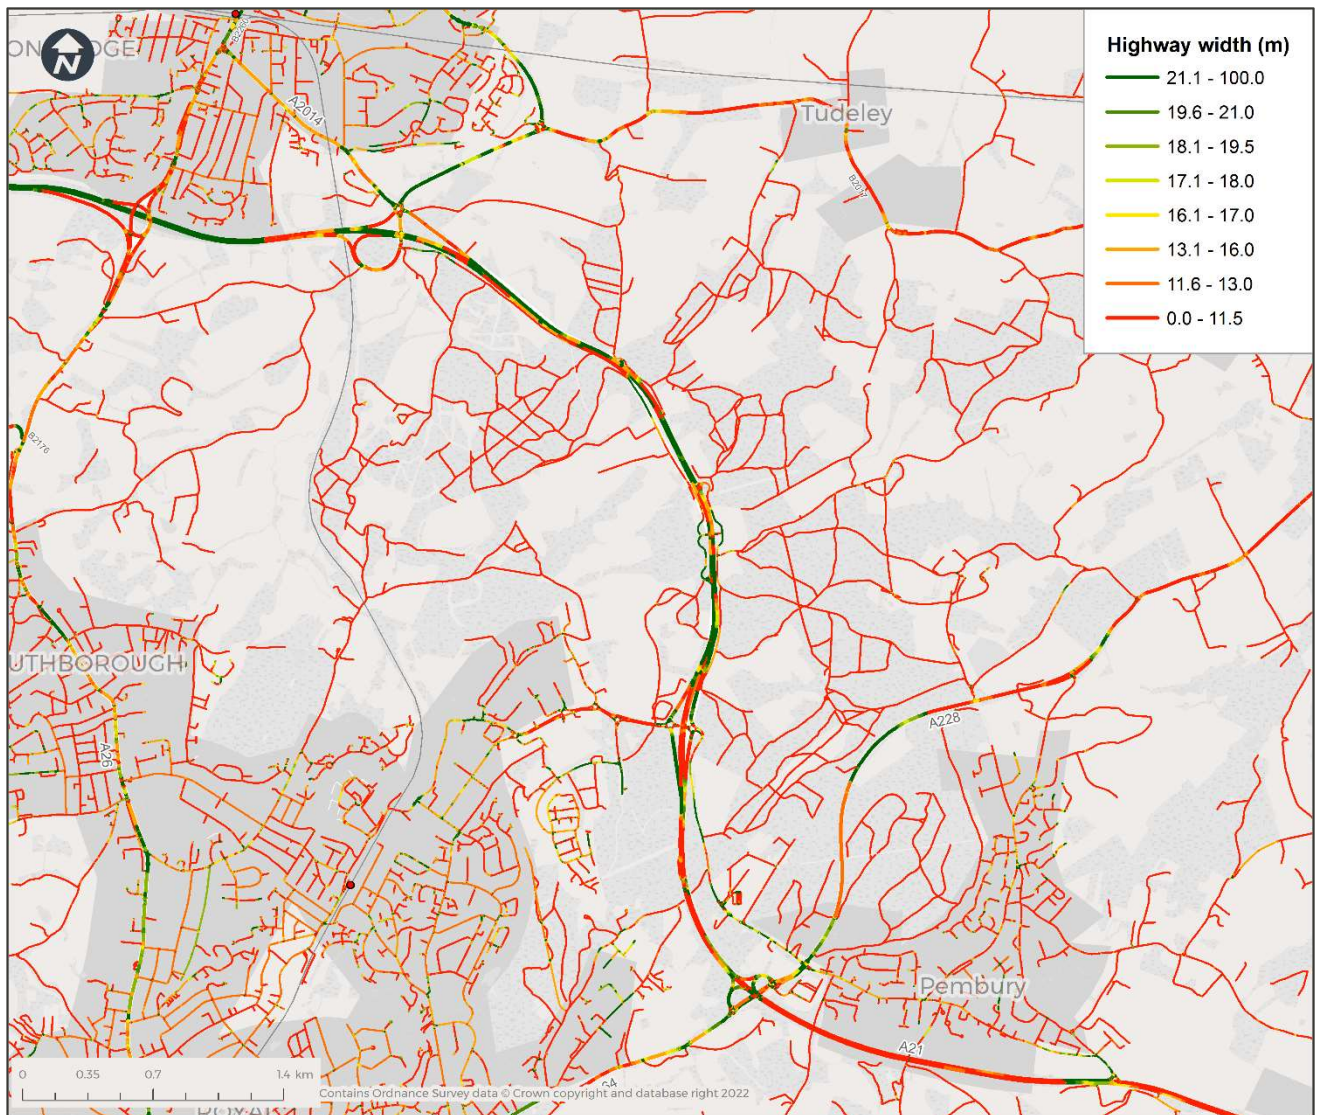 N
B2260
A2014
Tudeley
B2017
Highway width (m)
21.1 - 100.0
19.6 - 21.0
18.1 - 19.5
17.1 - 18.0
16.1 - 17.0
13.1 - 16.0
11.6 - 13.0
0.0 - 11.5
B2176
UTHBOROUGH
A26
A228
Pembury
A21
0 0.35 0.7 1.4 km
Contains Ordnance Survey data © Crown copyright and database right 2022